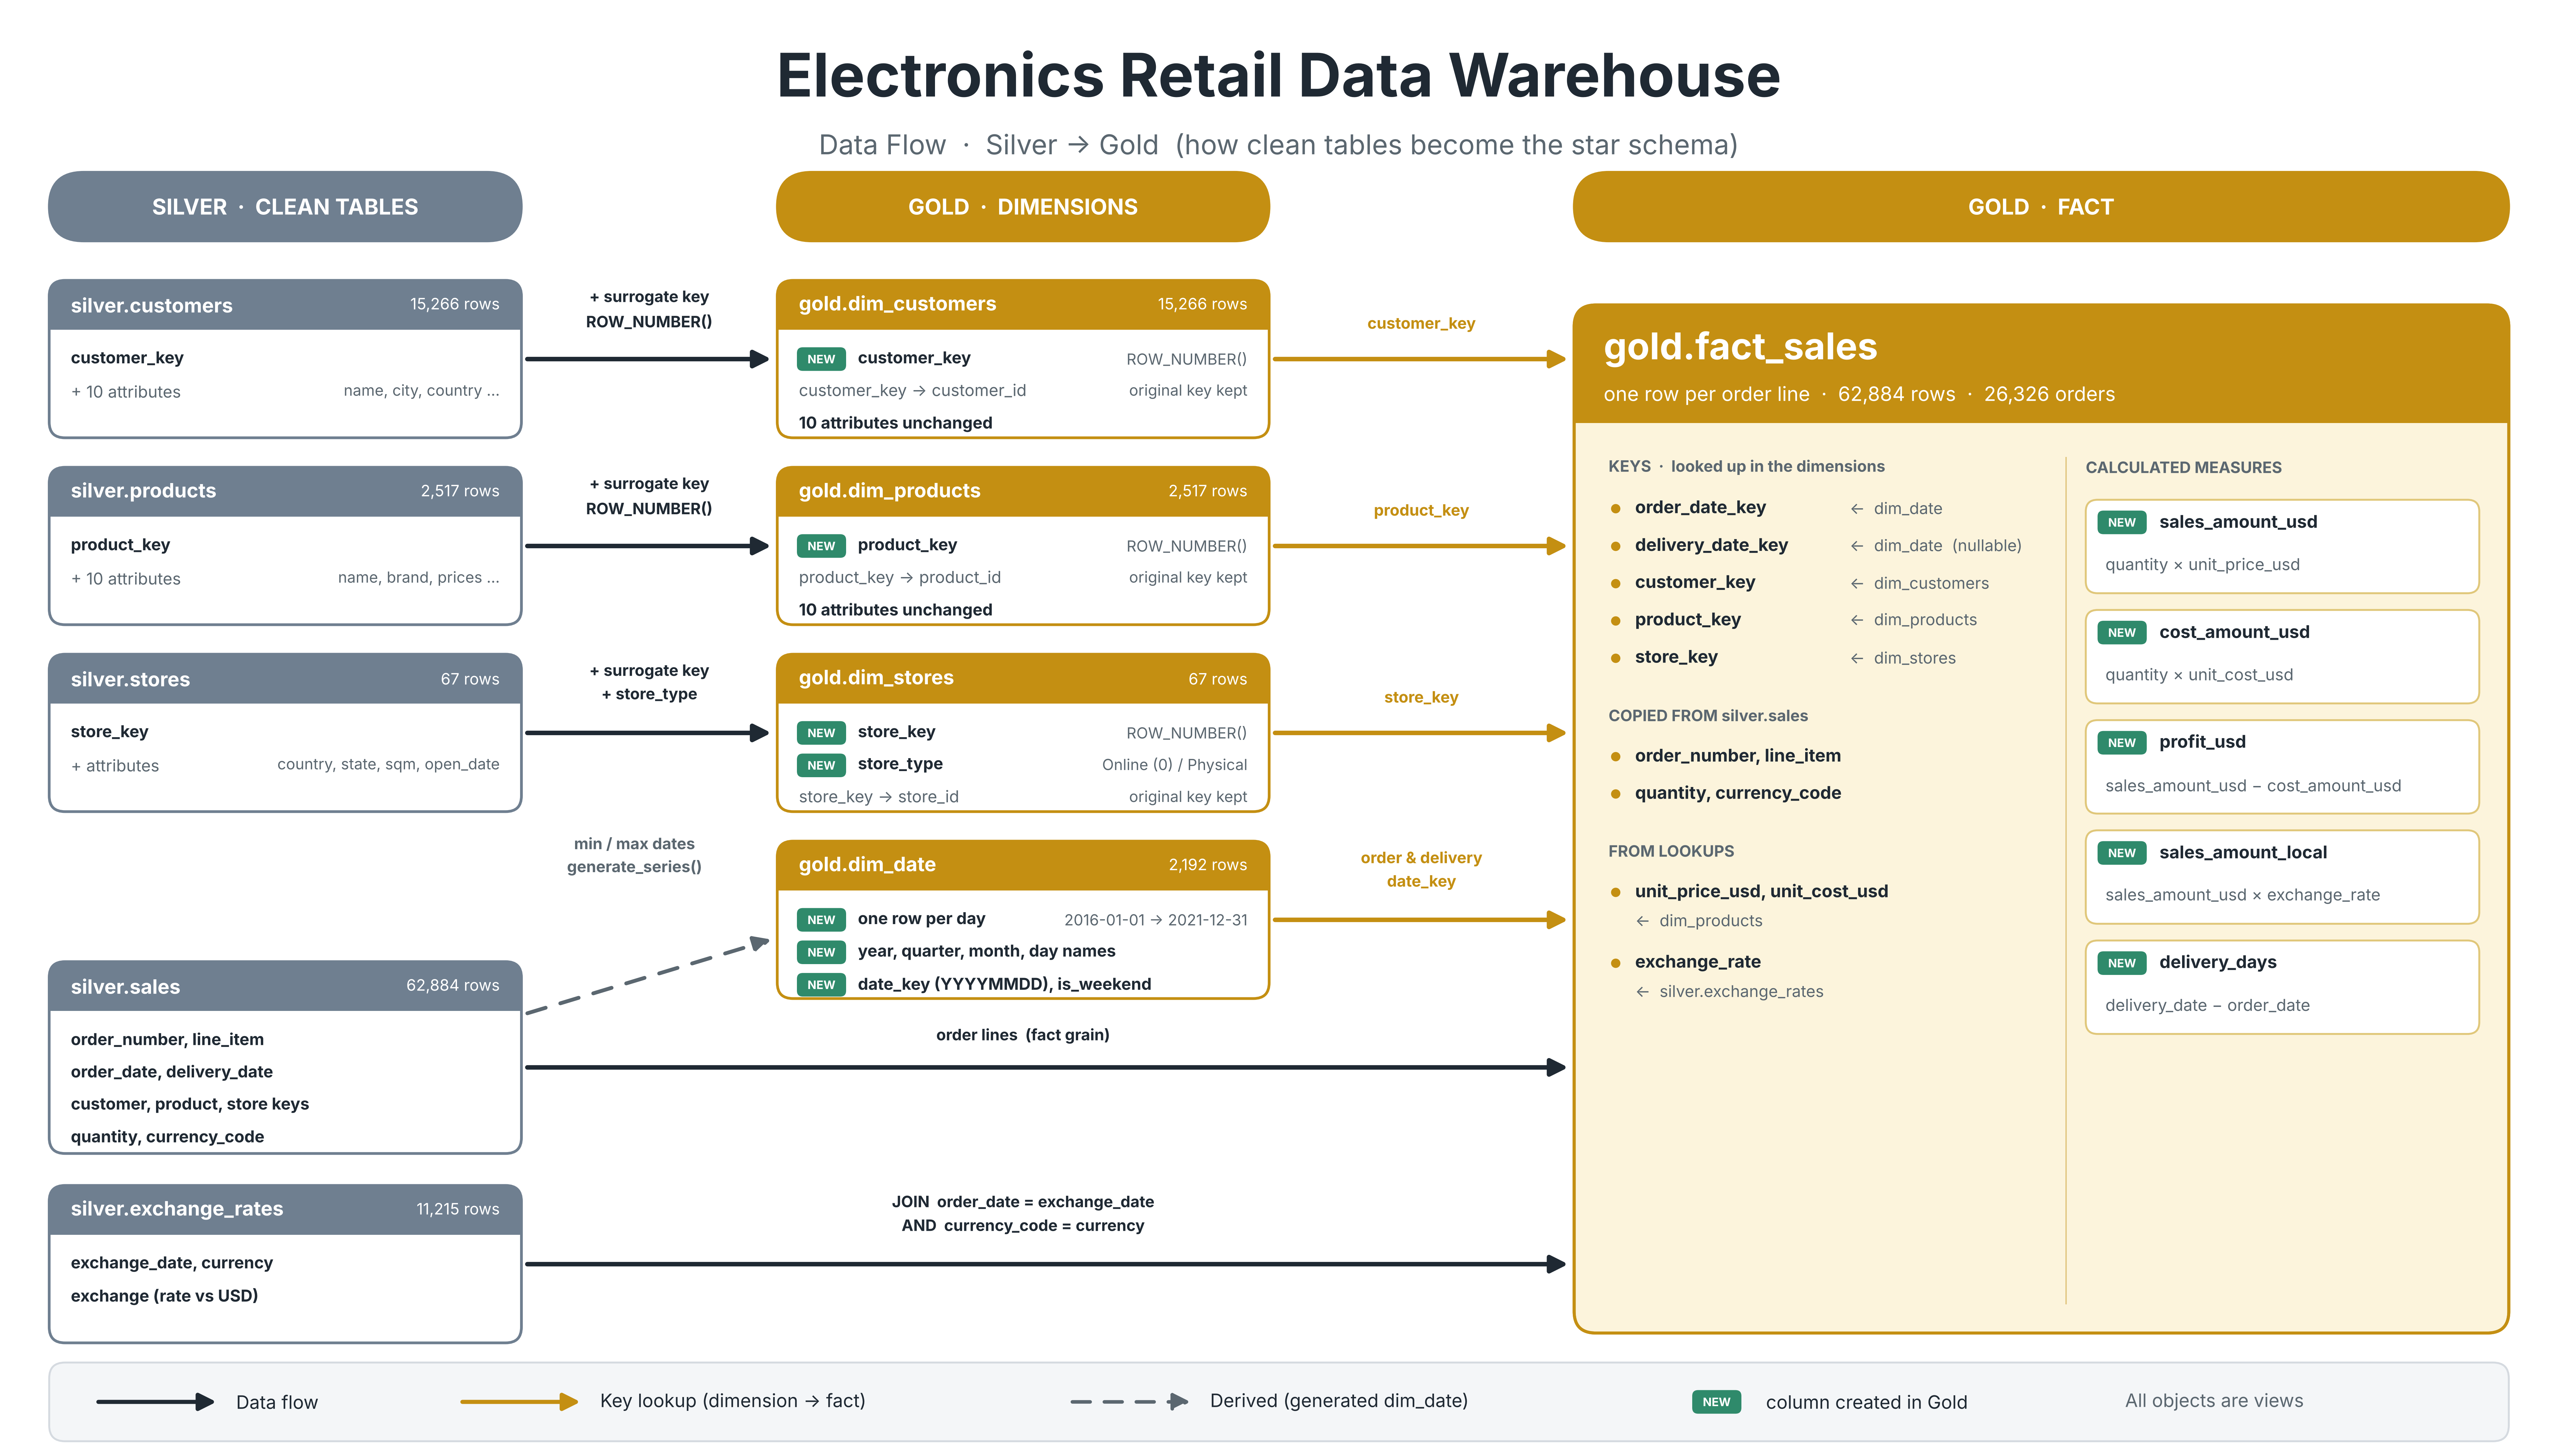 Electronics Retail Data Warehouse
Data Flow · Silver → Gold (how clean tables become the star schema)
SILVER · CLEAN TABLES
GOLD · DIMENSIONS
GOLD · FACT
silver.customers 15,266 rows
customer_key
+ 10 attributes name, city, country ...
+ surrogate key
ROW_NUMBER()
gold.dim_customers 15,266 rows
NEW customer_key ROW_NUMBER()
customer_key → customer_id original key kept
10 attributes unchanged
customer_key
silver.products 2,517 rows
product_key
+ 10 attributes name, brand, prices ...
+ surrogate key
ROW_NUMBER()
gold.dim_products 2,517 rows
NEW product_key ROW_NUMBER()
product_key → product_id original key kept
10 attributes unchanged
product_key
silver.stores 67 rows
store_key
+ attributes country, state, sqm, open_date
+ surrogate key
+ store_type
gold.dim_stores 67 rows
NEW store_key ROW_NUMBER()
NEW store_type Online (0) / Physical
store_key → store_id original key kept
store_key
min / max dates
generate_series()
gold.dim_date 2,192 rows
NEW one row per day 2016-01-01 → 2021-12-31
NEW year, quarter, month, day names
NEW date_key (YYYYMMDD), is_weekend
order & delivery
date_key
silver.sales 62,884 rows
order_number, line_item
order_date, delivery_date
customer, product, store keys
quantity, currency_code
order lines (fact grain)
silver.exchange_rates 11,215 rows
exchange_date, currency
exchange (rate vs USD)
JOIN order_date = exchange_date
AND currency_code = currency
gold.fact_sales
one row per order line · 62,884 rows · 26,326 orders
KEYS · looked up in the dimensions
order_date_key ← dim_date
delivery_date_key ← dim_date (nullable)
customer_key ← dim_customers
product_key ← dim_products
store_key ← dim_stores
COPIED FROM silver.sales
order_number, line_item
quantity, currency_code
FROM LOOKUPS
unit_price_usd, unit_cost_usd
← dim_products
exchange_rate
← silver.exchange_rates
CALCULATED MEASURES
NEW sales_amount_usd
quantity × unit_price_usd
NEW cost_amount_usd
quantity × unit_cost_usd
NEW profit_usd
sales_amount_usd − cost_amount_usd
NEW sales_amount_local
sales_amount_usd × exchange_rate
NEW delivery_days
delivery_date − order_date
Data flow
Key lookup (dimension → fact)
Derived (generated dim_date)
NEW column created in Gold
All objects are views